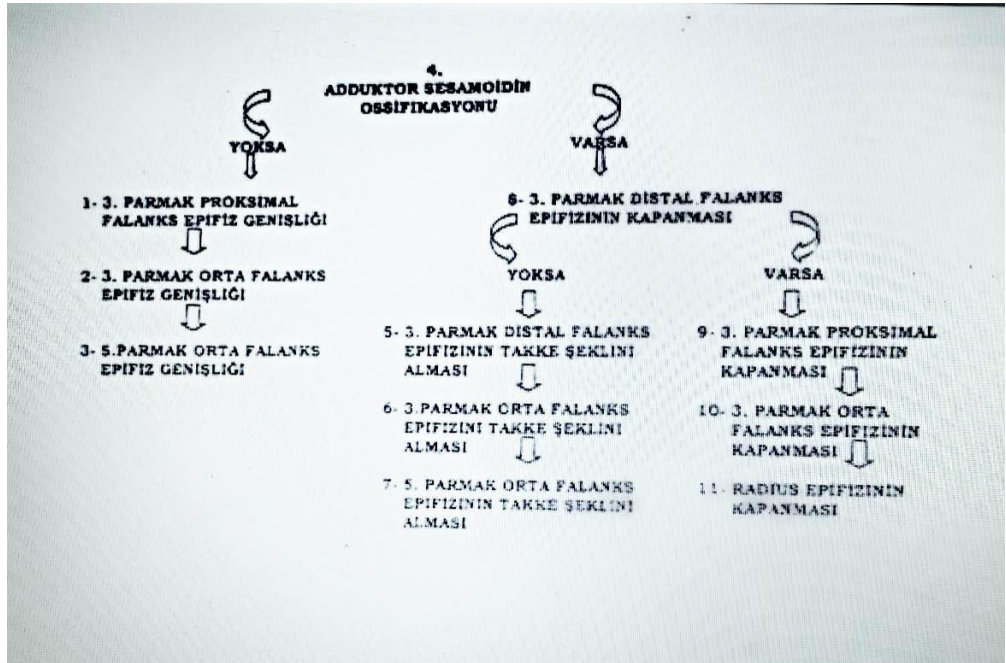 4.
ADDUKTOR SESAMOİDİN
OSSİFİKASYONU
YOKSA
VARSA
1- 3. PARMAK PROKSİMAL
FALANKS EPİFİZ GENİŞLİĞİ
2- 3. PARMAK ORTA FALANKS
EPİFİZ GENİŞLİĞİ
3- 5.PARMAK ORTA FALANKS
EPİFİZ GENİŞLİĞİ
8- 3. PARMAK DİSTAL FALANKS
EPİFİZİNİN KAPANMASI
YOKSA
VARSA
5- 3. PARMAK DİSTAL FALANKS
EPİFİZİNİN TAKKE ŞEKLİNİ
ALMASI
6- 3.PARMAK ORTA FALANKS
EPİFİZİNİ TAKKE ŞEKLİNİ
ALMASI
7- 5. PARMAK ORTA FALANKS
EPİFİZİNİN TAKKE ŞEKLİNİ
ALMASI
9- 3. PARMAK PROKSİMAL
FALANKS EPİFİZİNİN
KAPANMASI
10- 3. PARMAK ORTA
FALANKS EPİFİZİNİN
KAPANMASI
11- RADİUS EPİFİZİNİN
KAPANMASI